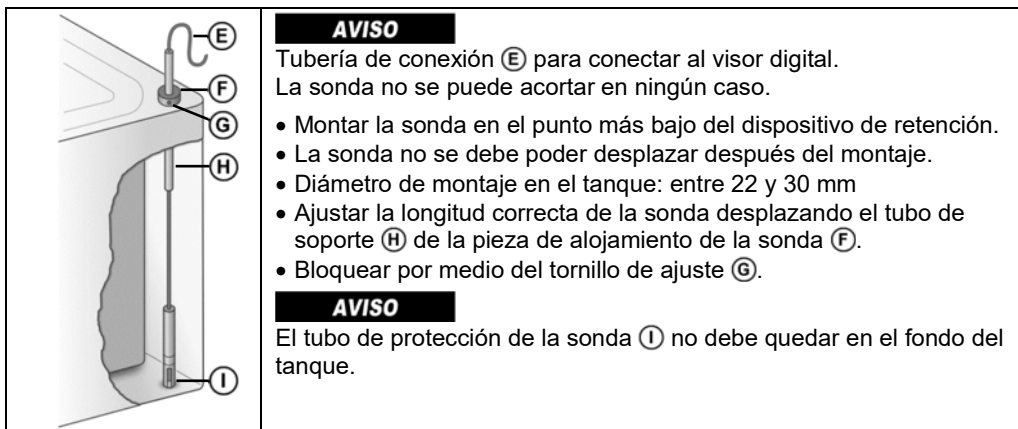 AVISO
Tubería de conexión Ⓔ para conectar al visor digital.
La sonda no se puede acortar en ningún caso.
• Montar la sonda en el punto más bajo del dispositivo de retención.
• La sonda no se debe poder desplazar después del montaje.
• Diámetro de montaje en el tanque: entre 22 y 30 mm
• Ajustar la longitud correcta de la sonda desplazando el tubo de
soporte Ⓗ de la pieza de alojamiento de la sonda Ⓕ.
• Bloquear por medio del tornillo de ajuste Ⓖ.
AVISO
El tubo de protección de la sonda Ⓘ no debe quedar en el fondo del
tanque.
Ⓔ
Ⓕ
Ⓖ
Ⓗ
Ⓘ